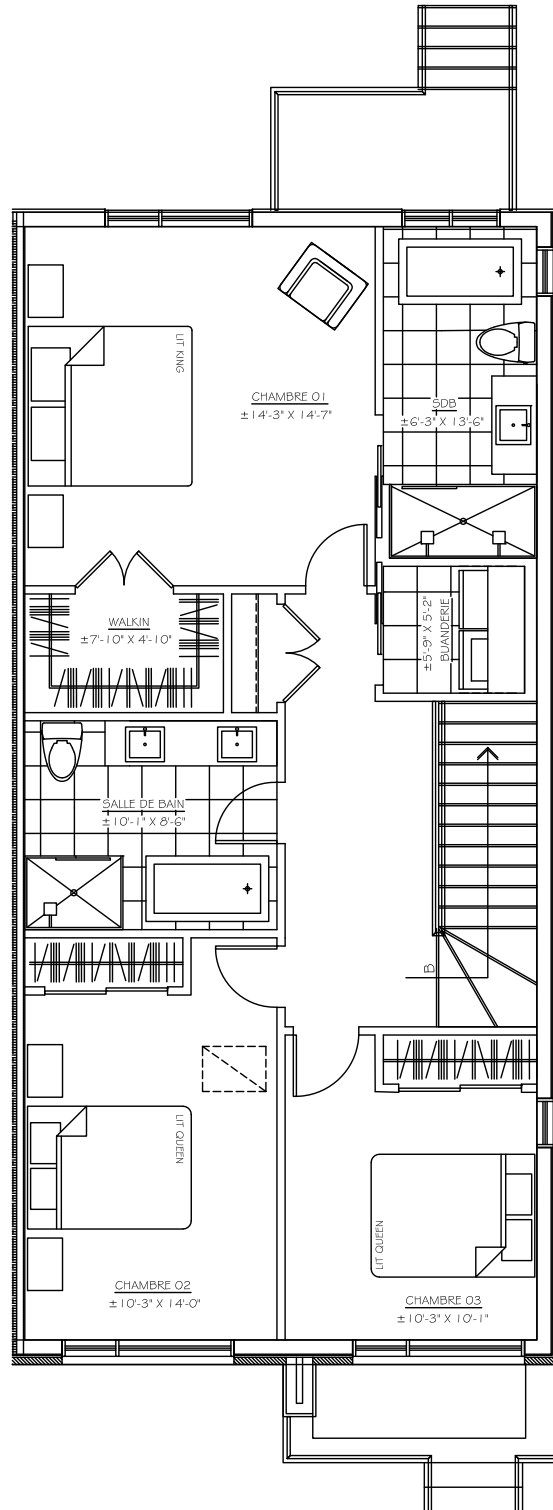 LIT KING
CHAMBRE 01
±14'-3" X 14'-7"
SDB
±6'-3" X 13'-6"
WALKIN
±7'-10" X 4'-10"
BUANDERIE
±5'-9" X 5'-2"
SALLE DE BAIN
±10'-1" X 8'-6"
B
LIT QUEEN
CHAMBRE 02
±10'-3" X 14'-0"
LIT QUEEN
CHAMBRE 03
±10'-3" X 10'-1"